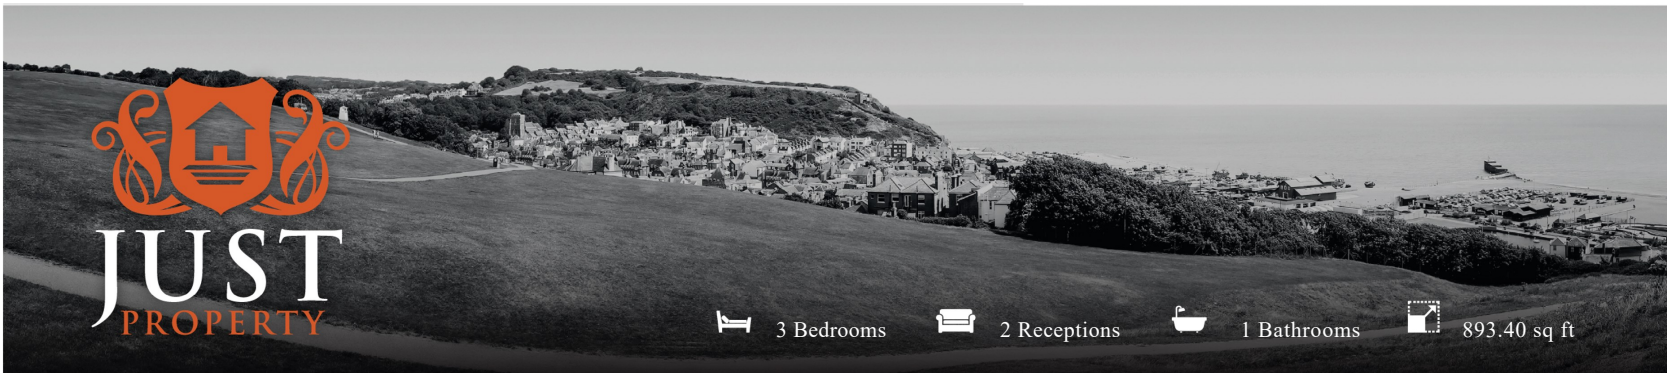 JUST
PROPERTY
3 Bedrooms
2 Receptions
1 Bathrooms
893.40 sq ft